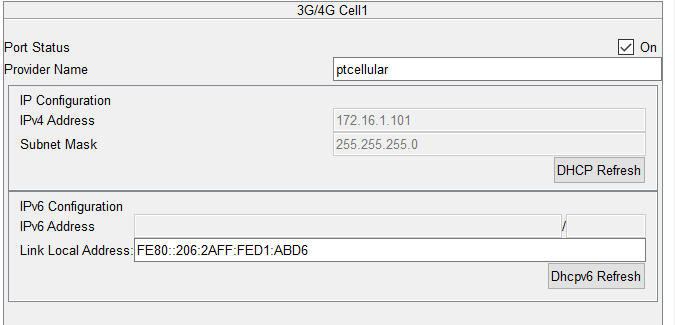 3G/4G Cell1
Port Status On
Provider Name ptcellular
IP Configuration
IPv4 Address 172.16.1.101
Subnet Mask 255.255.255.0
DHCP Refresh
IPv6 Configuration
IPv6 Address /
Link Local Address: FE80::206:2AFF:FED1:ABD6
Dhcpv6 Refresh